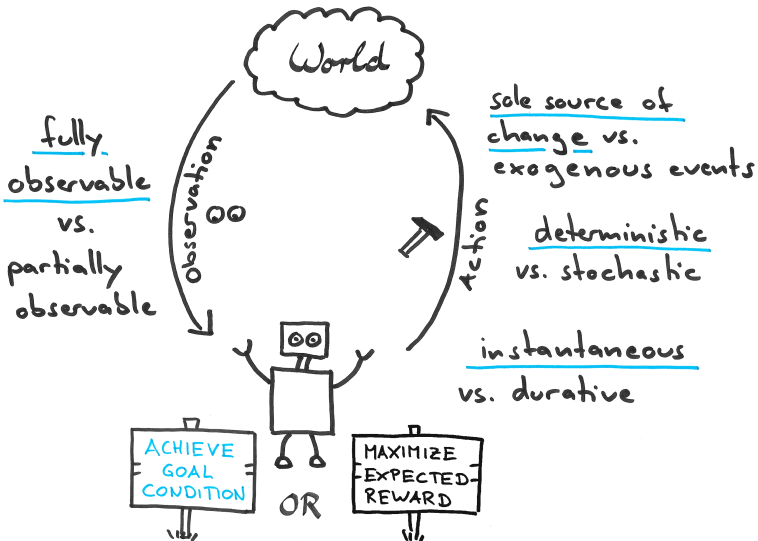 World
fully
observable
vs.
partially
observable
Observation
Action
sole source of
change vs.
exogenous events
deterministic
vs. stochastic
instantaneous
vs. durative
ACHIEVE
GOAL
CONDITION
OR
MAXIMIZE
EXPECTED
REWARD